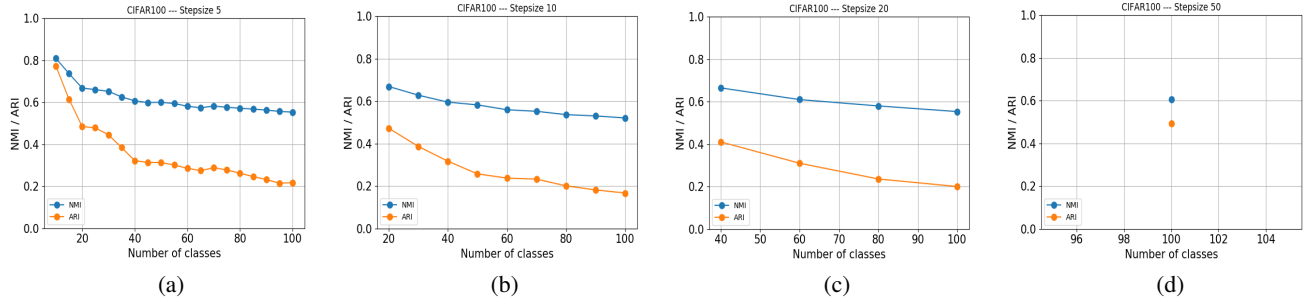 CIFAR100 --- Stepsize 5
1.0
0.8
0.6
0.4
0.2
0.0
NMI / ARI
NMI
ARI
20 40 60 80 100
Number of classes
(a)
CIFAR100 --- Stepsize 10
1.0
0.8
0.6
0.4
0.2
0.0
NMI / ARI
NMI
ARI
20 40 60 80 100
Number of classes
(b)
CIFAR100 --- Stepsize 20
1.0
0.8
0.6
0.4
0.2
0.0
NMI / ARI
NMI
ARI
40 50 60 70 80 90 100
Number of classes
(c)
CIFAR100 --- Stepsize 50
1.0
0.8
0.6
0.4
0.2
0.0
NMI / ARI
NMI
ARI
96 98 100 102 104
Number of classes
(d)